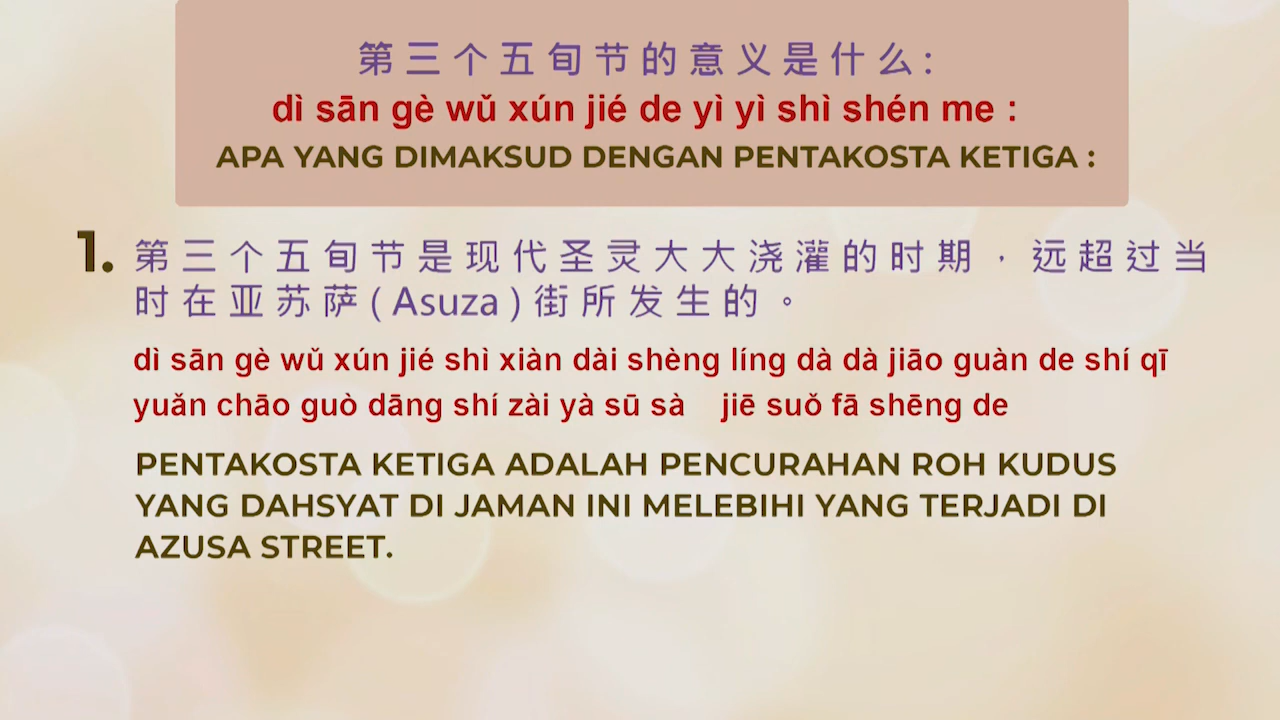 第三个五旬节的意义是什么:
dì sān gè wǔ xún jié de yì yì shì shén me :
APA YANG DIMAKSUD DENGAN PENTAKOSTA KETIGA :
1. 第三个五旬节是现代圣灵大大浇灌的时期，远超过当
时在亚苏萨(Asuza)街所发生的。
dì sān gè wǔ xún jié shì xiàn dài shèng líng dà dà jiāo guàn de shí qī
yuǎn chāo guò dāng shí zài yà sū sà jiē suǒ fā shēng de
PENTAKOSTA KETIGA ADALAH PENCURAHAN ROH KUDUS
YANG DAHSYAT DI JAMAN INI MELEBIHI YANG TERJADI DI
AZUSA STREET.